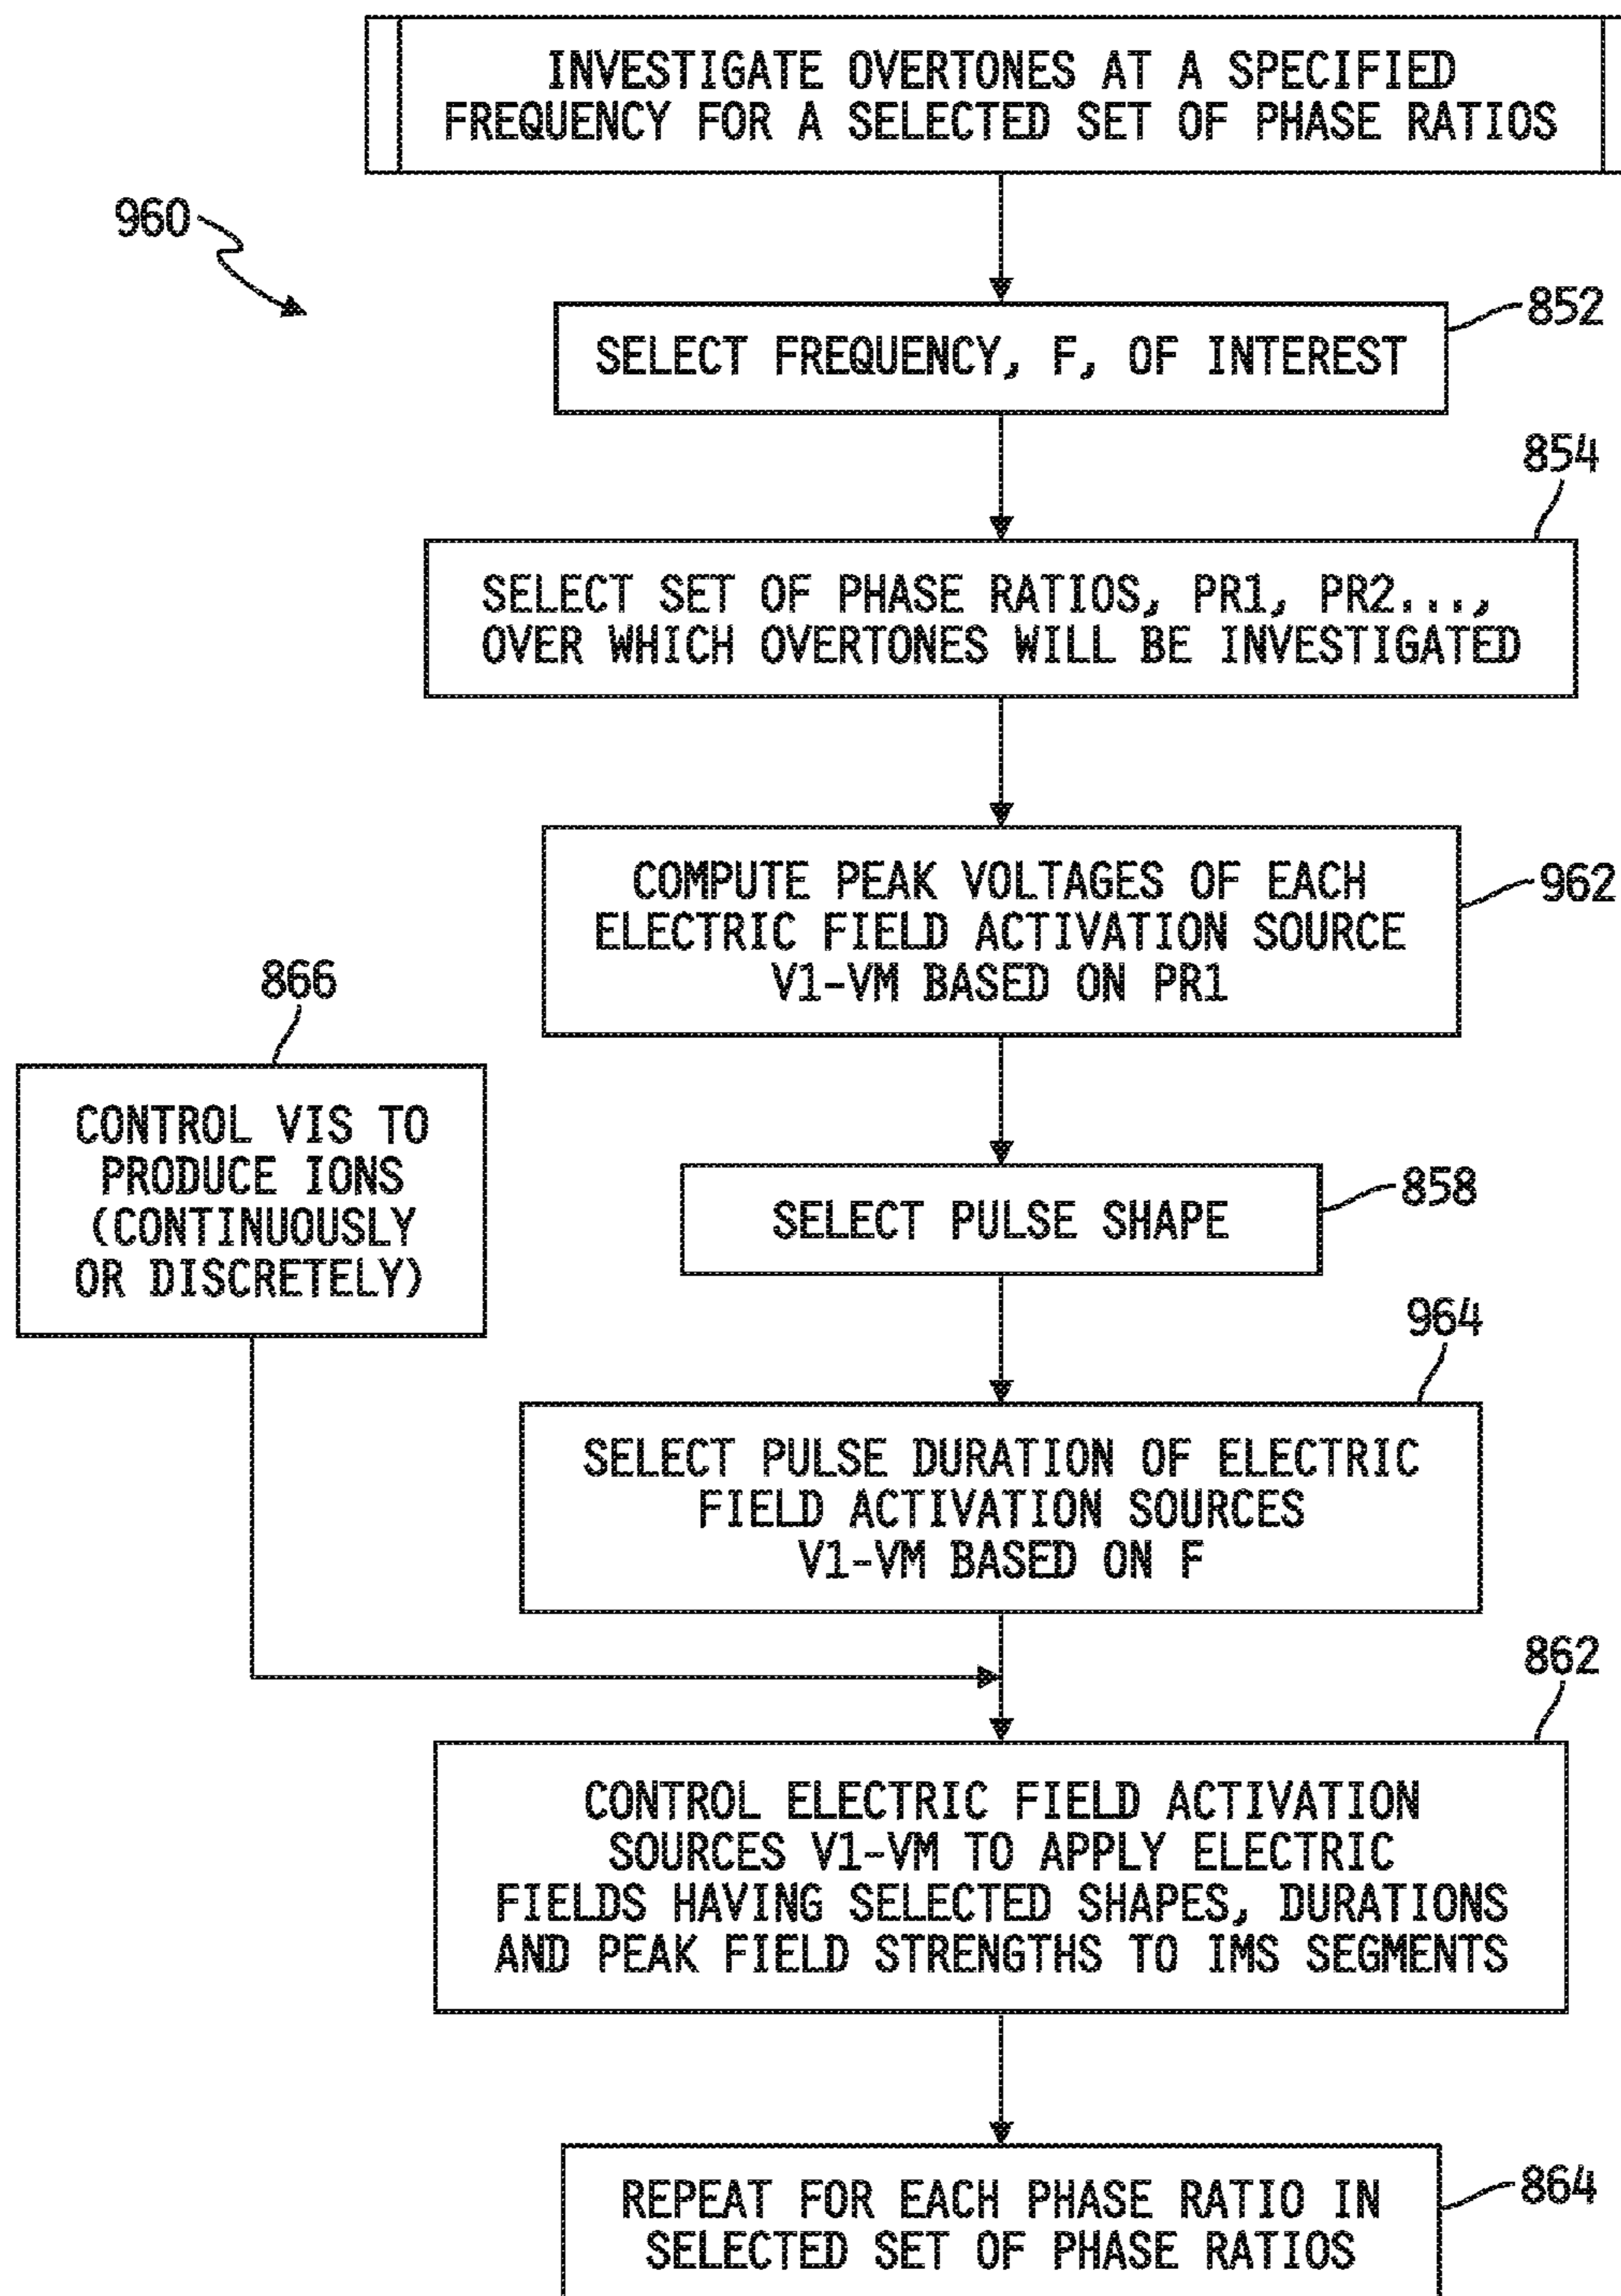 INVESTIGATE OVERTONES AT A SPECIFIED
FREQUENCY FOR A SELECTED SET OF PHASE RATIOS
960
852
SELECT FREQUENCY, F, OF INTEREST
854
SELECT SET OF PHASE RATIOS, PR1, PR2...,
OVER WHICH OVERTONES WILL BE INVESTIGATED
COMPUTE PEAK VOLTAGES OF EACH
ELECTRIC FIELD ACTIVATION SOURCE
V1-VM BASED ON PR1
962
866
CONTROL VIS TO
PRODUCE IONS
(CONTINUOUSLY
OR DISCRETELY)
858
SELECT PULSE SHAPE
964
SELECT PULSE DURATION OF ELECTRIC
FIELD ACTIVATION SOURCES
V1-VM BASED ON F
862
CONTROL ELECTRIC FIELD ACTIVATION
SOURCES V1-VM TO APPLY ELECTRIC
FIELDS HAVING SELECTED SHAPES, DURATIONS
AND PEAK FIELD STRENGTHS TO IMS SEGMENTS
REPEAT FOR EACH PHASE RATIO IN
SELECTED SET OF PHASE RATIOS
864